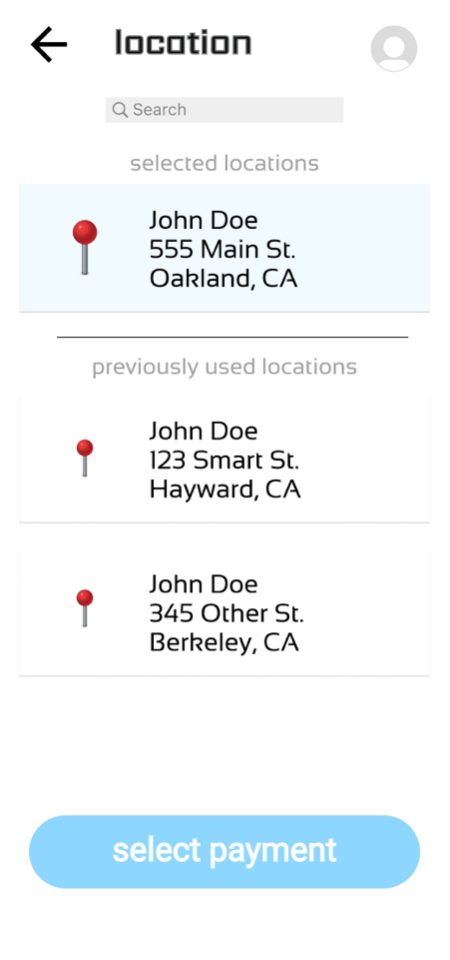 location
Search
selected locations
John Doe
555 Main St.
Oakland, CA
previously used locations
John Doe
123 Smart St.
Hayward, CA
John Doe
345 Other St.
Berkeley, CA
select payment